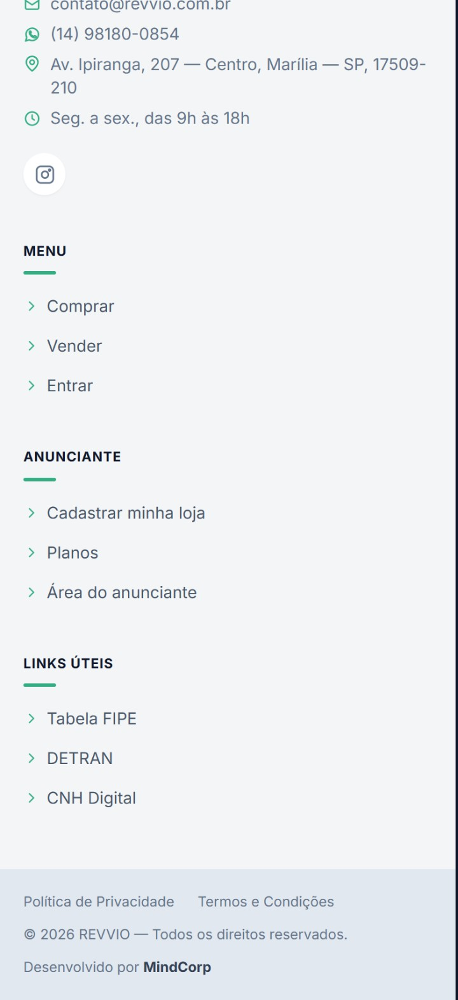 contato@revvio.com.br
(14) 98180-0854
Av. Ipiranga, 207 — Centro, Marília — SP, 17509-
210
Seg. a sex., das 9h às 18h
MENU
Comprar
Vender
Entrar
ANUNCIANTE
Cadastrar minha loja
Planos
Área do anunciante
LINKS ÚTEIS
Tabela FIPE
DETRAN
CNH Digital
Política de Privacidade Termos e Condições
© 2026 REVVIO — Todos os direitos reservados.
Desenvolvido por MindCorp